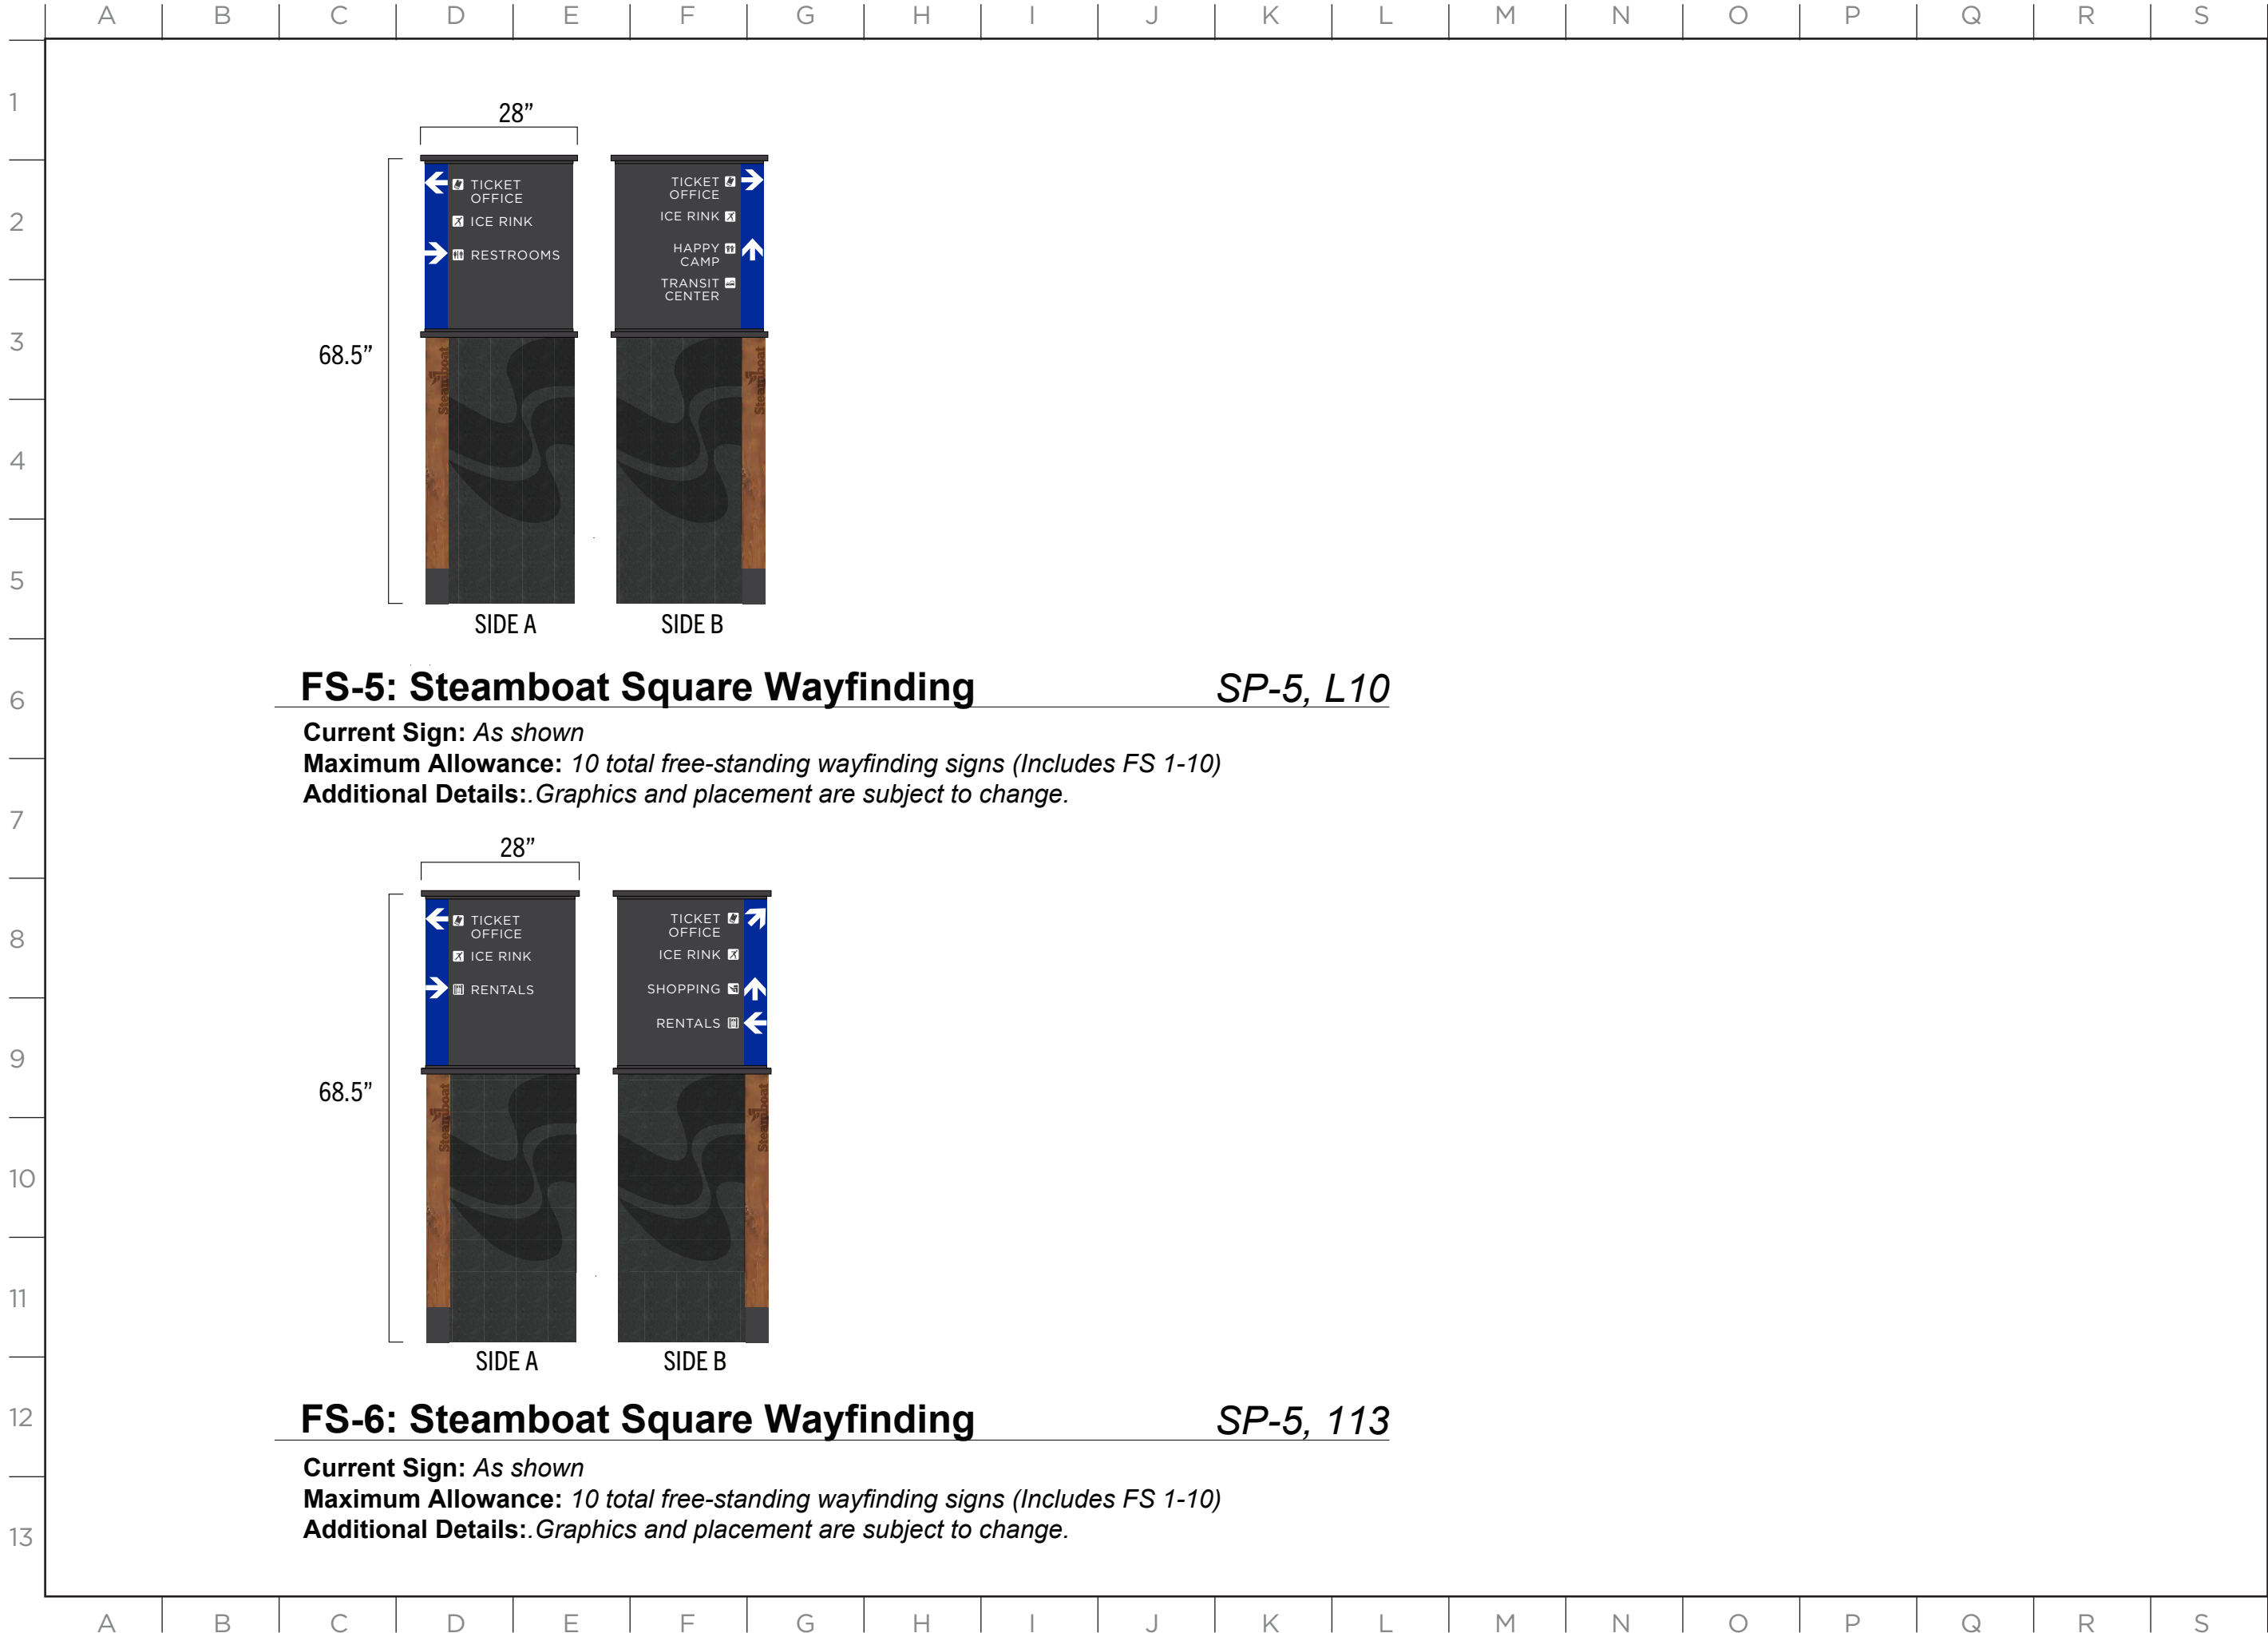 A B C D E F G H I J K L M N O P Q R S
1
28”
TICKET
OFFICE
ICE RINK
RESTROOMS
TICKET
OFFICE
ICE RINK
HAPPY
CAMP
TRANSIT
CENTER
2
3
68.5”
Steamboat
Steamboat
4
5
SIDE A
SIDE B
6
FS-5: Steamboat Square Wayfinding SP-5, L10
Current Sign: As shown
Maximum Allowance: 10 total free-standing wayfinding signs (Includes FS 1-10)
Additional Details:.Graphics and placement are subject to change.
7
28”
TICKET
OFFICE
ICE RINK
RENTALS
TICKET
OFFICE
ICE RINK
SHOPPING
RENTALS
8
9
68.5”
Steamboat
Steamboat
10
11
SIDE A
SIDE B
12
FS-6: Steamboat Square Wayfinding SP-5, 113
Current Sign: As shown
Maximum Allowance: 10 total free-standing wayfinding signs (Includes FS 1-10)
Additional Details:.Graphics and placement are subject to change.
13
A B C D E F G H I J K L M N O P Q R S